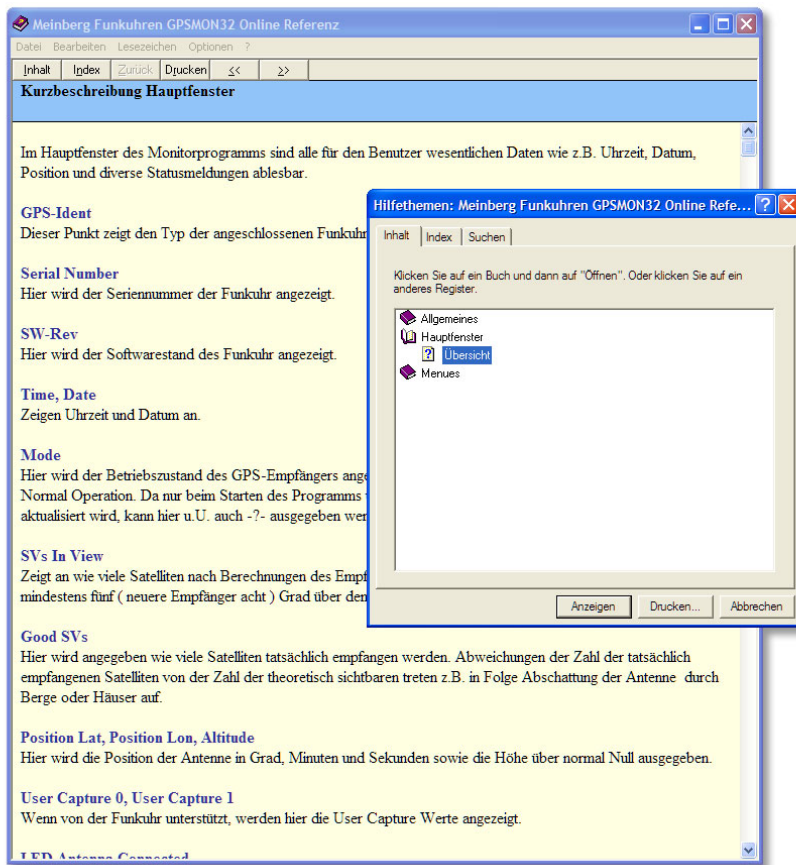 Meinberg Funkuhren GPSMON32 Online Referenz
Datei Bearbeiten Lesezeichen Optionen ?
Inhalt Index Zurück Drucken << >>
Kurzbeschreibung Hauptfenster
Im Hauptfenster des Monitorprogramms sind alle für den Benutzer wesentlichen Daten wie z.B. Uhrzeit, Datum,
Position und diverse Statusmeldungen ablesbar.
GPS-Ident
Dieser Punkt zeigt den Typ der angeschlossenen Funkuhr
Serial Number
Hier wird der Seriennummer der Funkuhr angezeigt.
SW-Rev
Hier wird der Softwarestand des Funkuhr angezeigt.
Time, Date
Zeigen Uhrzeit und Datum an.
Mode
Hier wird der Betriebszustand des GPS-Empfängers
Normal Operation. Da nur beim Starten des Programms
aktualisiert wird, kann hier u.U. auch -?- ausgegeben
SVs In View
Zeigt an wie viele Satelliten nach Berechnungen des
mindestens fünf ( neuere Empfänger acht ) Grad über den
Good SVs
Hier wird angegeben wie viele Satelliten tatsächlich empfangen werden. Abweichungen der Zahl der tatsächlich
empfangenen Satelliten von der Zahl der theoretisch sichtbaren treten z.B. in Folge Abschattung der Antenne durch
Berge oder Häuser auf.
Position Lat, Position Lon, Altitude
Hier wird die Position der Antenne in Grad, Minuten und Sekunden sowie die Höhe über normal Null ausgegeben.
User Capture 0, User Capture 1
Wenn von der Funkuhr unterstützt, werden hier die User Capture Werte angezeigt.
LED Antenna Connected
Hilfethemen: Meinberg Funkuhren GPSMON32 Online Refe...
Inhalt Index Suchen
Klicken Sie auf ein Buch und dann auf "Öffnen". Oder klicken Sie auf ein
anderes Register.
Allgemeines
Hauptfenster
Übersicht
Menues
Anzeigen Drucken... Abbrechen